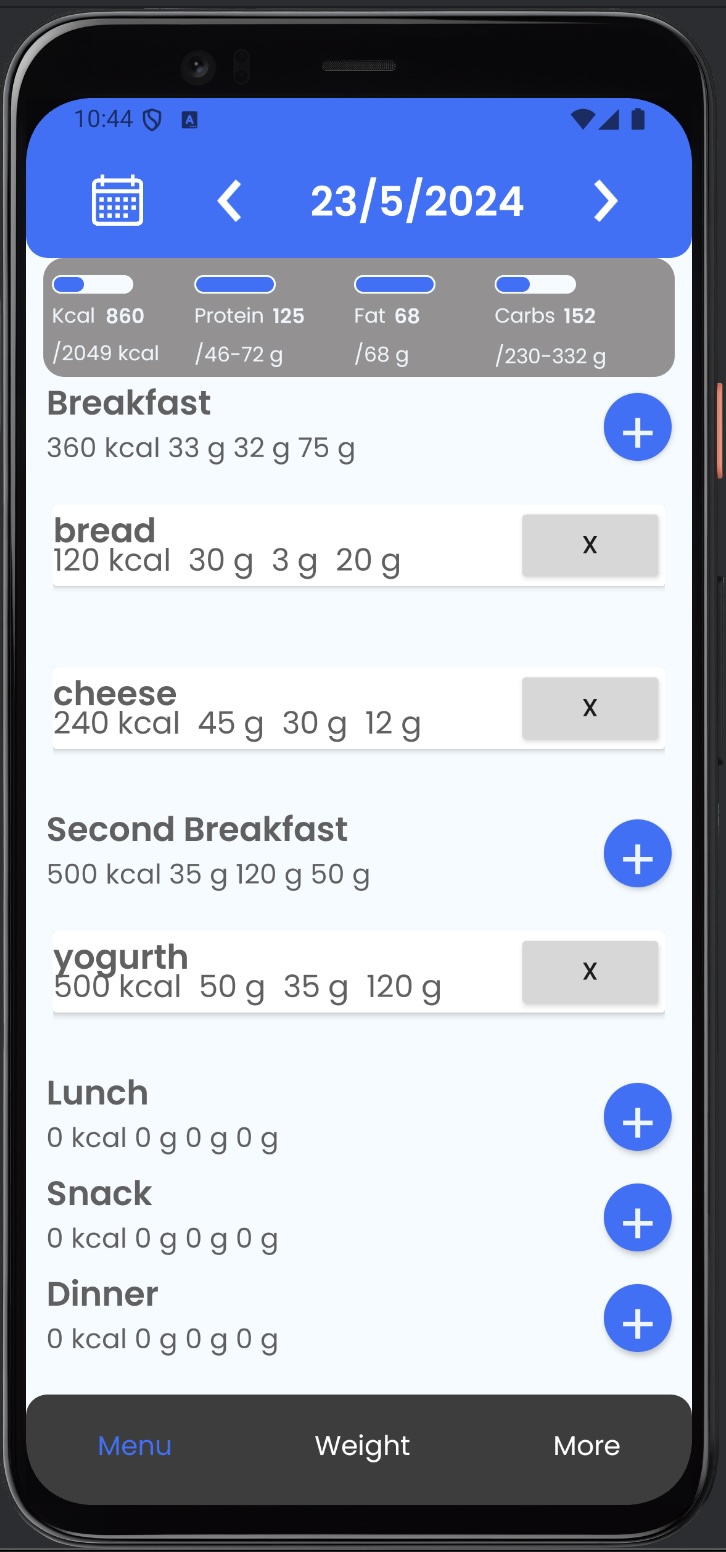 10:44
23/5/2024
Kcal 860 Protein 125 Fat 68 Carbs 152
/2049 kcal /46-72 g /68 g /230-332 g
Breakfast
360 kcal 33 g 32 g 75 g
+
bread
120 kcal 30 g 3 g 20 g
X
cheese
240 kcal 45 g 30 g 12 g
X
Second Breakfast
500 kcal 35 g 120 g 50 g
+
yogurth
500 kcal 50 g 35 g 120 g
X
Lunch
0 kcal 0 g 0 g 0 g
+
Snack
0 kcal 0 g 0 g 0 g
+
Dinner
0 kcal 0 g 0 g 0 g
+
Menu Weight More